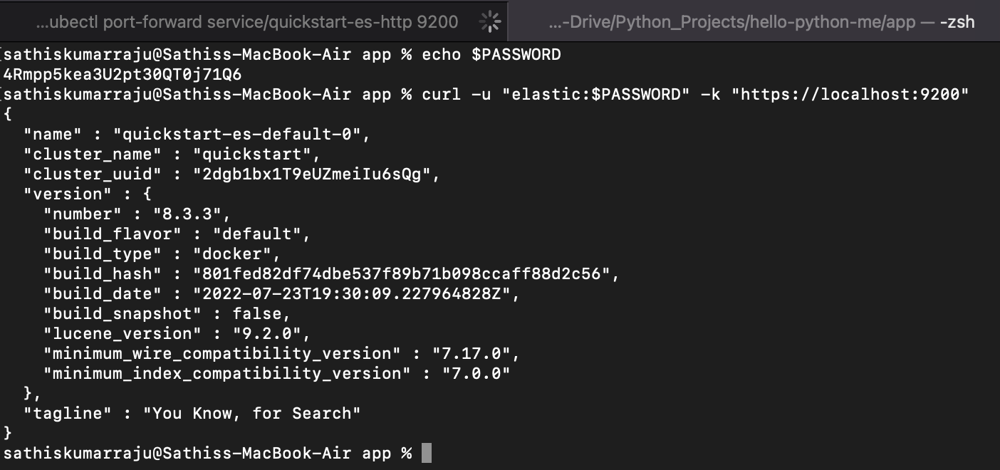 ...ubectl port-forward service/quickstart-es-http 9200
...-Drive/Python_Projects/hello-python-me/app — -zsh
[sathiskumarraju@Sathiss-MacBook-Air app % echo $PASSWORD
4Rmpp5kea3U2pt30QT0j71Q6
[sathiskumarraju@Sathiss-MacBook-Air app % curl -u "elastic:$PASSWORD" -k "https://localhost:9200"
{
  "name" : "quickstart-es-default-0",
  "cluster_name" : "quickstart",
  "cluster_uuid" : "2dgb1bx1T9eUZmeiIu6sQg",
  "version" : {
    "number" : "8.3.3",
    "build_flavor" : "default",
    "build_type" : "docker",
    "build_hash" : "801fed82df74dbe537f89b71b098ccaff88d2c56",
    "build_date" : "2022-07-23T19:30:09.227964828Z",
    "build_snapshot" : false,
    "lucene_version" : "9.2.0",
    "minimum_wire_compatibility_version" : "7.17.0",
    "minimum_index_compatibility_version" : "7.0.0"
  },
  "tagline" : "You Know, for Search"
}
sathiskumarraju@Sathiss-MacBook-Air app %